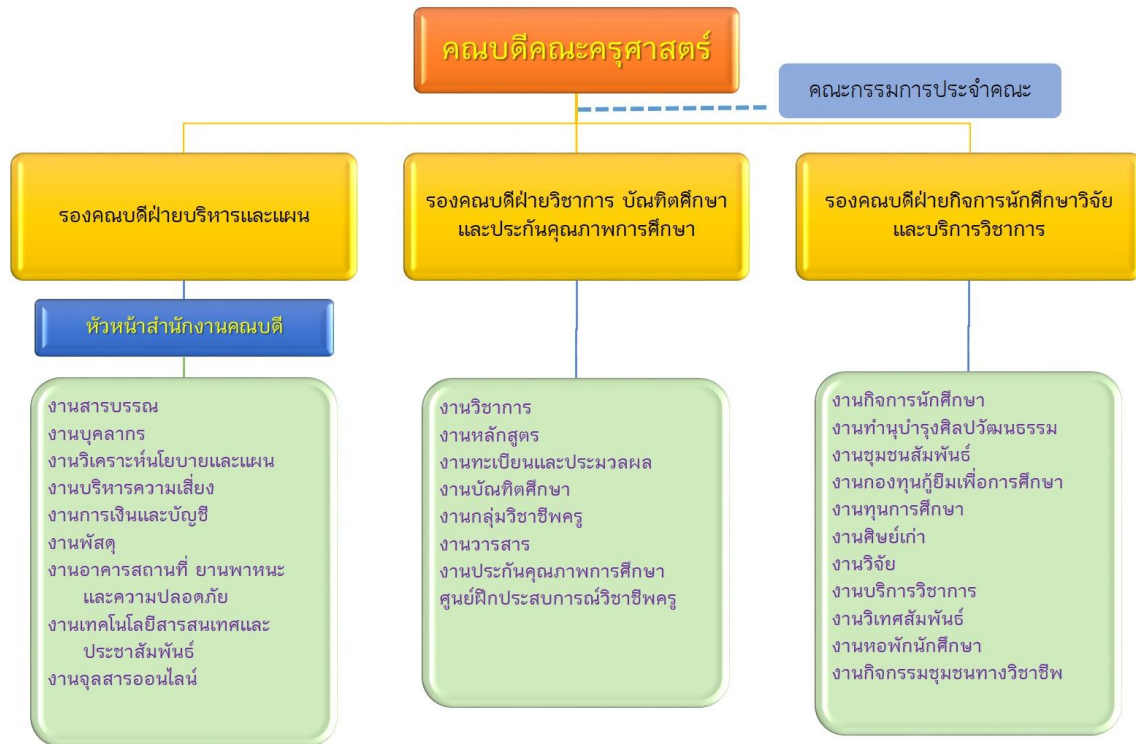 คณบดีคณะครุศาสตร์
คณะกรรมการประจำคณะ
รองคณบดีฝ่ายบริหารและแผน
รองคณบดีฝ่ายวิชาการ บัณฑิตศึกษา
และประกันคุณภาพการศึกษา
รองคณบดีฝ่ายกิจการนักศึกษาวิจัย
และบริการวิชาการ
หัวหน้าสำนักงานคณบดี
งานสารบรรณ
งานบุคลากร
งานวิเคราะห์นโยบายและแผน
งานบริหารความเสี่ยง
งานการเงินและบัญชี
งานพัสดุ
งานอาคารสถานที่ ยานพาหนะ
และความปลอดภัย
งานเทคโนโลยีสารสนเทศและ
ประชาสัมพันธ์
งานจุลสารออนไลน์
งานวิชาการ
งานหลักสูตร
งานทะเบียนและประมวลผล
งานบัณฑิตศึกษา
งานกลุ่มวิชาชีพครู
งานวารสาร
งานประกันคุณภาพการศึกษา
ศูนย์ฝึกประสบการณ์วิชาชีพครู
งานกิจการนักศึกษา
งานทำนุบำรุงศิลปวัฒนธรรม
งานชุมชนสัมพันธ์
งานกองทุนกู้ยืมเพื่อการศึกษา
งานทุนการศึกษา
งานศิษย์เก่า
งานวิจัย
งานบริการวิชาการ
งานวิเทศสัมพันธ์
งานหอพักนักศึกษา
งานกิจกรรมชุมชนทางวิชาชีพ